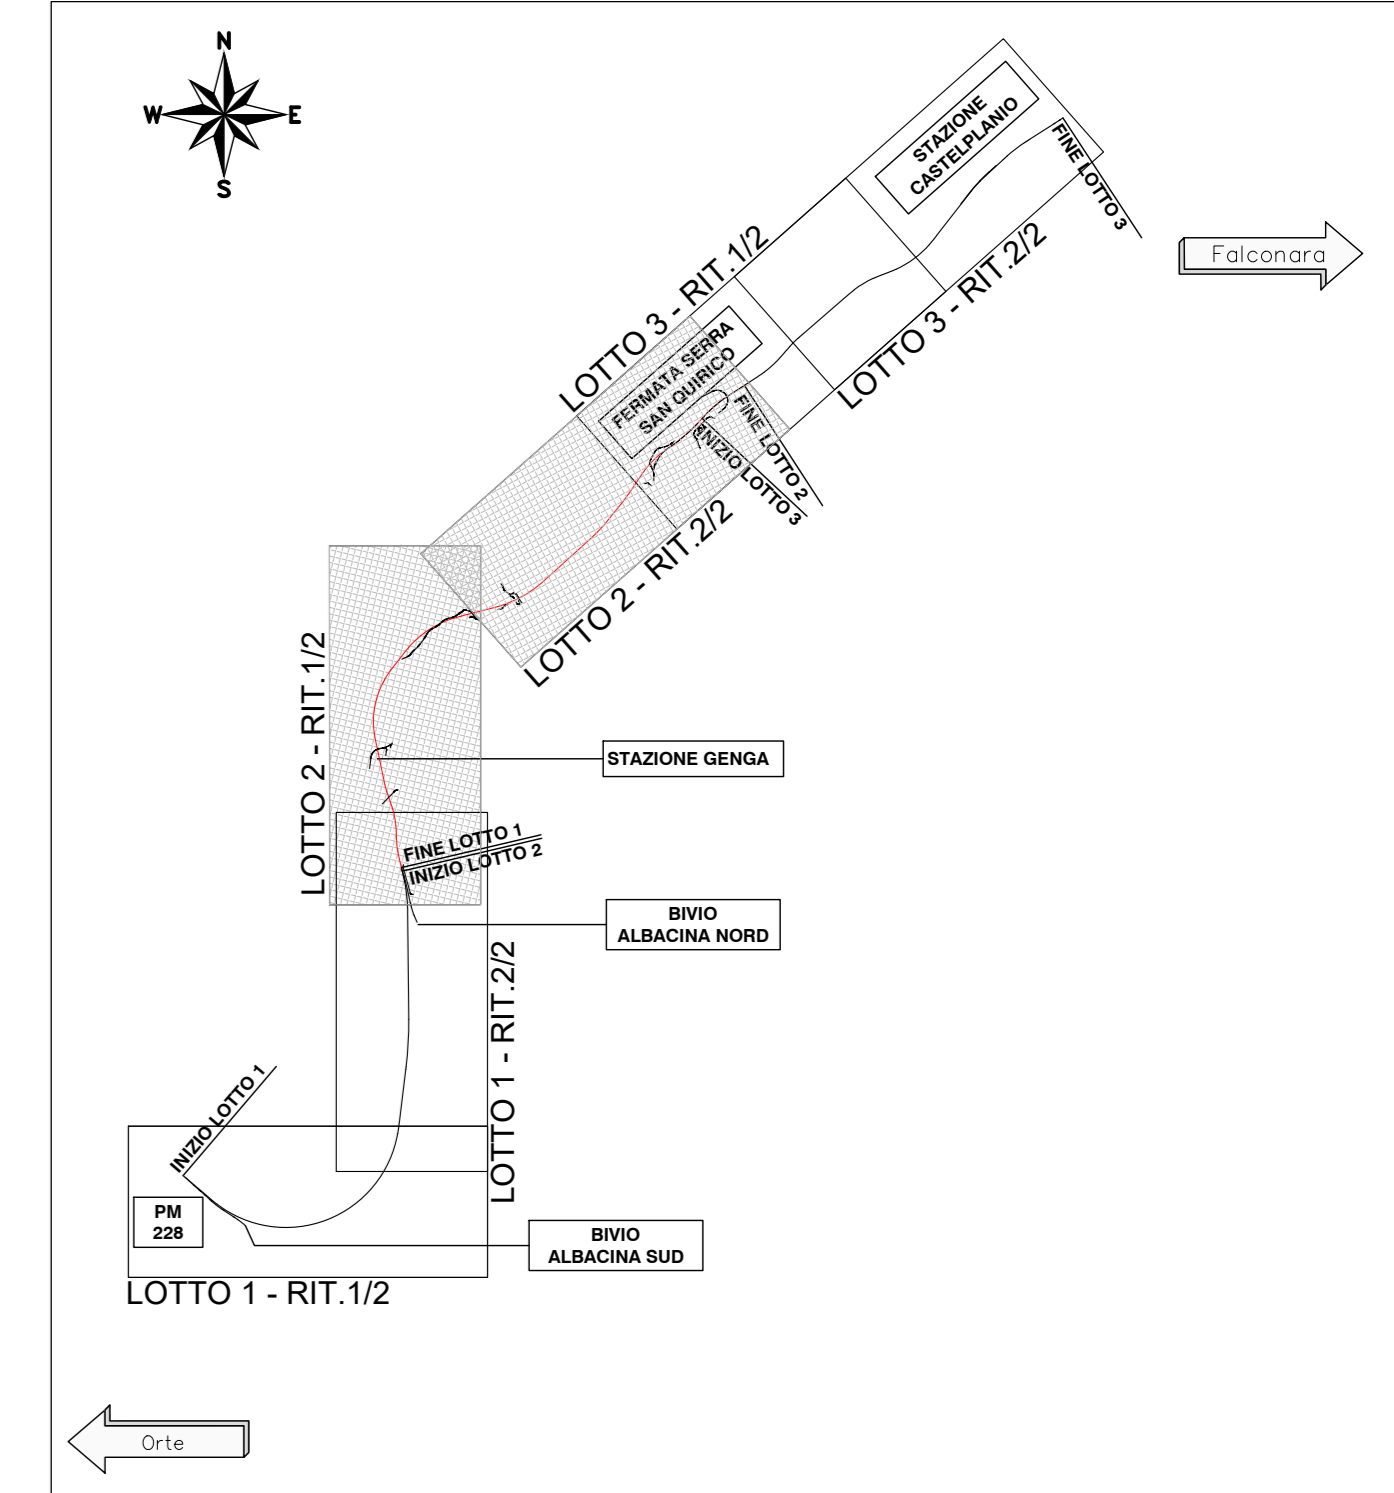 N
W
E
S
STAZIONE
CASTELPLANIO
FINE LOTTO 3
Falconara
LOTTO 3 - RIT.1/2
LOTTO 3 - RIT.2/2
FERMATA SERRA
SAN QUIRICO
FINE LOTTO 2
INIZIO LOTTO 3
LOTTO 2 - RIT.2/2
LOTTO 2 - RIT.1/2
STAZIONE GENGA
FINE LOTTO 1
INIZIO LOTTO 2
BIVIO
ALBACINA NORD
LOTTO 1 - RIT.2/2
INIZIO LOTTO 1
PM
228
BIVIO
ALBACINA SUD
LOTTO 1 - RIT.1/2
Orte